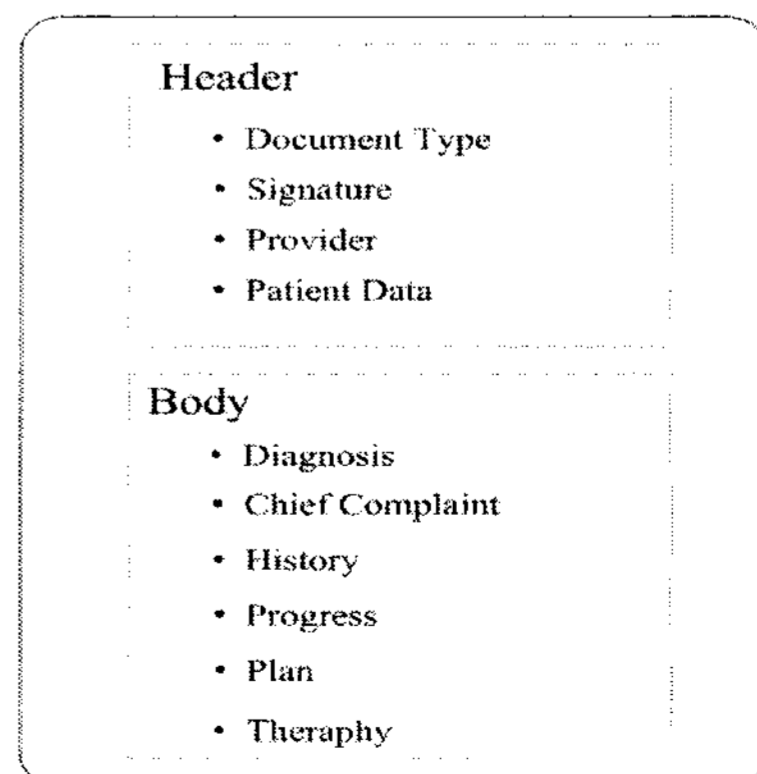 Header
• Document Type
• Signature
• Provider
• Patient Data
Body
• Diagnosis
• Chief Complaint
• History
• Progress
• Plan
• Theraphy